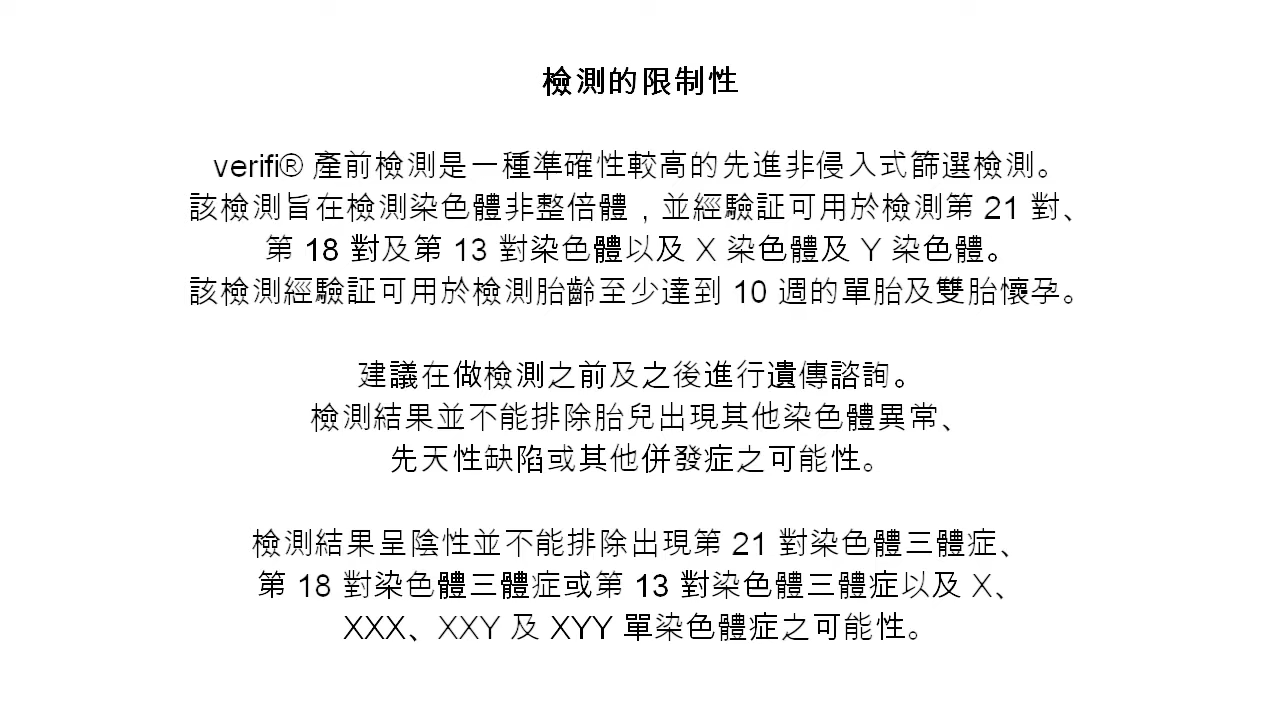 檢測的限制性
verifi® 產前檢測是一種準確性較高的先進非侵入式篩選檢測。
該檢測旨在檢測染色體非整倍體，並經驗証可用於檢測第 21 對、
第 18 對及第 13 對染色體以及 X 染色體及 Y 染色體。
該檢測經驗証可用於檢測胎齡至少達到 10 週的單胎及雙胎懷孕。
建議在做檢測之前及之後進行遺傳諮詢。
檢測結果並不能排除胎兒出現其他染色體異常、
先天性缺陷或其他併發症之可能性。
檢測結果呈陰性並不能排除出現第 21 對染色體三體症、
第 18 對染色體三體症或第 13 對染色體三體症以及 X、
XXX、XXY 及 XYY 單染色體症之可能性。